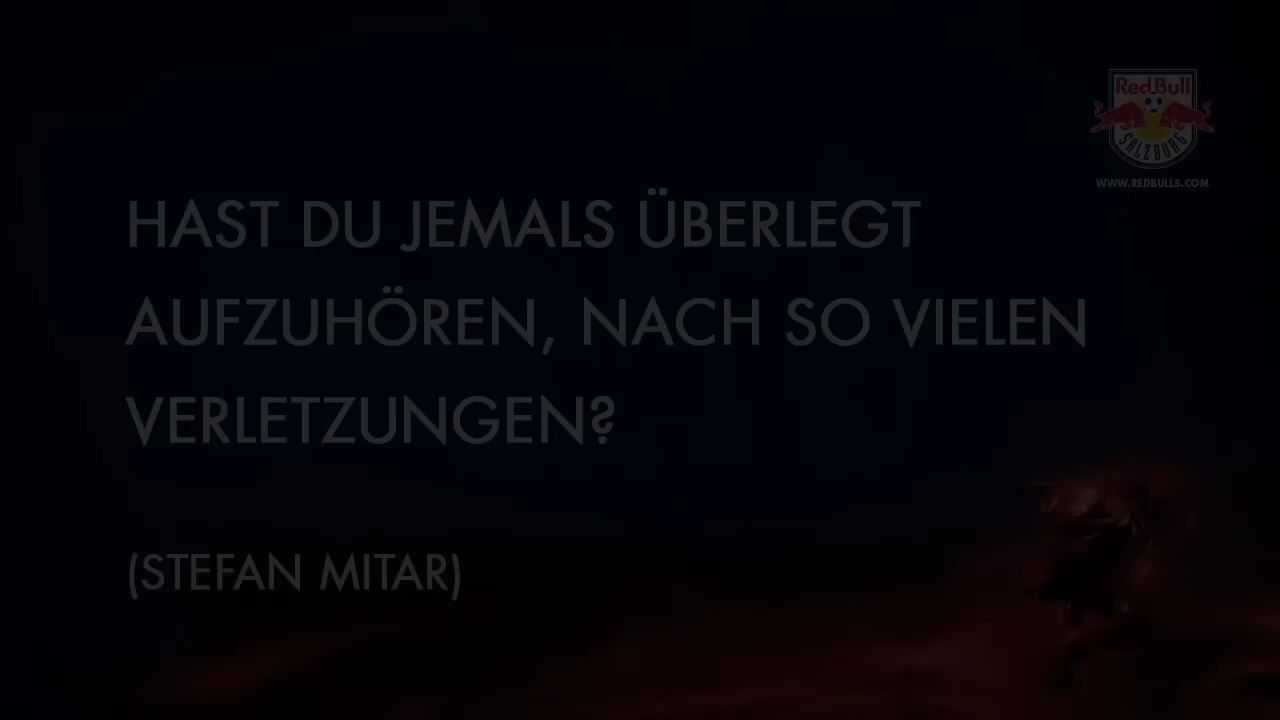 Red Bull
SALZBURG
WWW.REDBULLS.COM
HAST DU JEMALS ÜBERLEGT
AUFZUHÖREN, NACH SO VIELEN
VERLETZUNGEN?
(STEFAN MITAR)